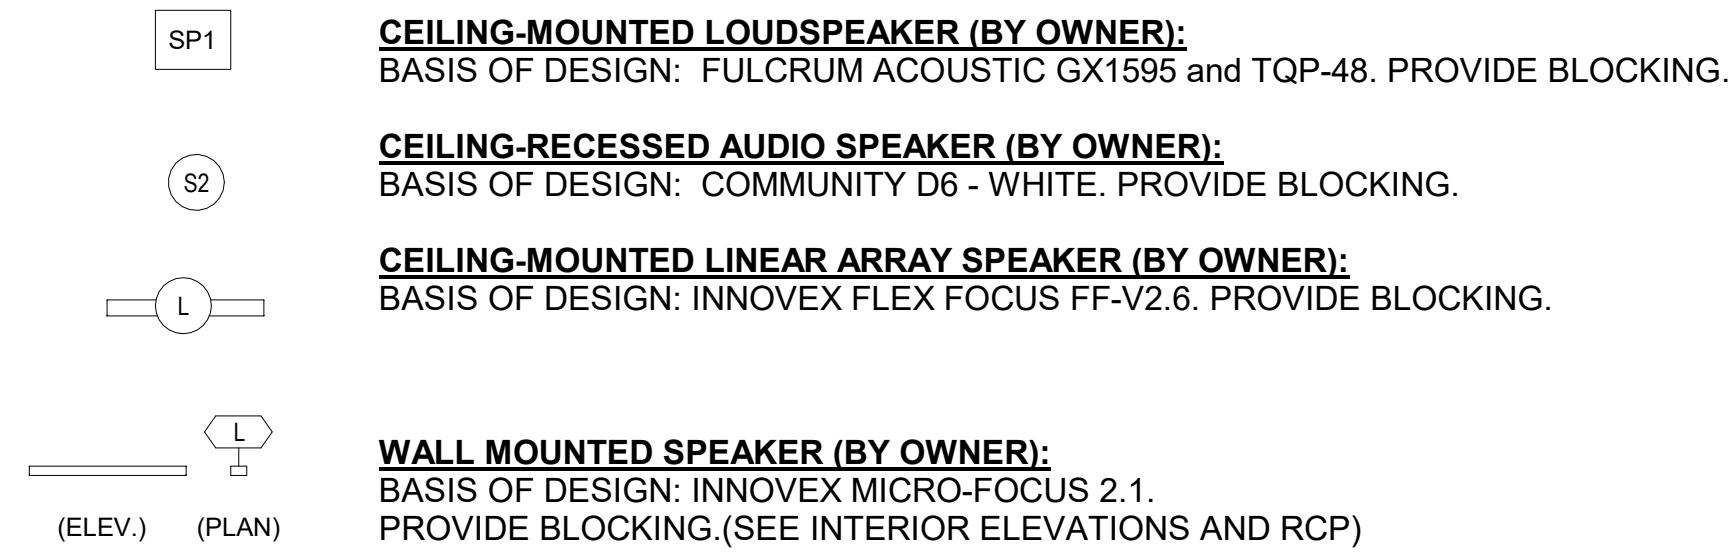 SP1
CEILING-MOUNTED LOUDSPEAKER (BY OWNER):
BASIS OF DESIGN: FULCRUM ACOUSTIC GX1595 and TQP-48. PROVIDE BLOCKING.
S2
CEILING-RECESSED AUDIO SPEAKER (BY OWNER):
BASIS OF DESIGN: COMMUNITY D6 - WHITE. PROVIDE BLOCKING.
L
CEILING-MOUNTED LINEAR ARRAY SPEAKER (BY OWNER):
BASIS OF DESIGN: INNOVEX FLEX FOCUS FF-V2.6. PROVIDE BLOCKING.
L
(ELEV.) (PLAN)
WALL MOUNTED SPEAKER (BY OWNER):
BASIS OF DESIGN: INNOVEX MICRO-FOCUS 2.1.
PROVIDE BLOCKING.(SEE INTERIOR ELEVATIONS AND RCP)